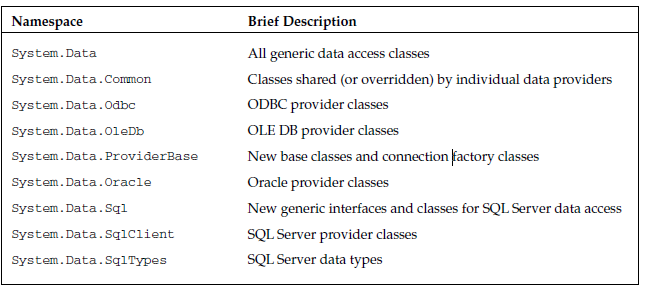 Namespace Brief Description
System.Data All generic data access classes
System.Data.Common Classes shared (or overridden) by individual data providers
System.Data.Odbc ODBC provider classes
System.Data.OleDb OLE DB provider classes
System.Data.ProviderBase New base classes and connection factory classes
System.Data.Oracle Oracle provider classes
System.Data.Sql New generic interfaces and classes for SQL Server data access
System.Data.SqlClient SQL Server provider classes
System.Data.SqlTypes SQL Server data types